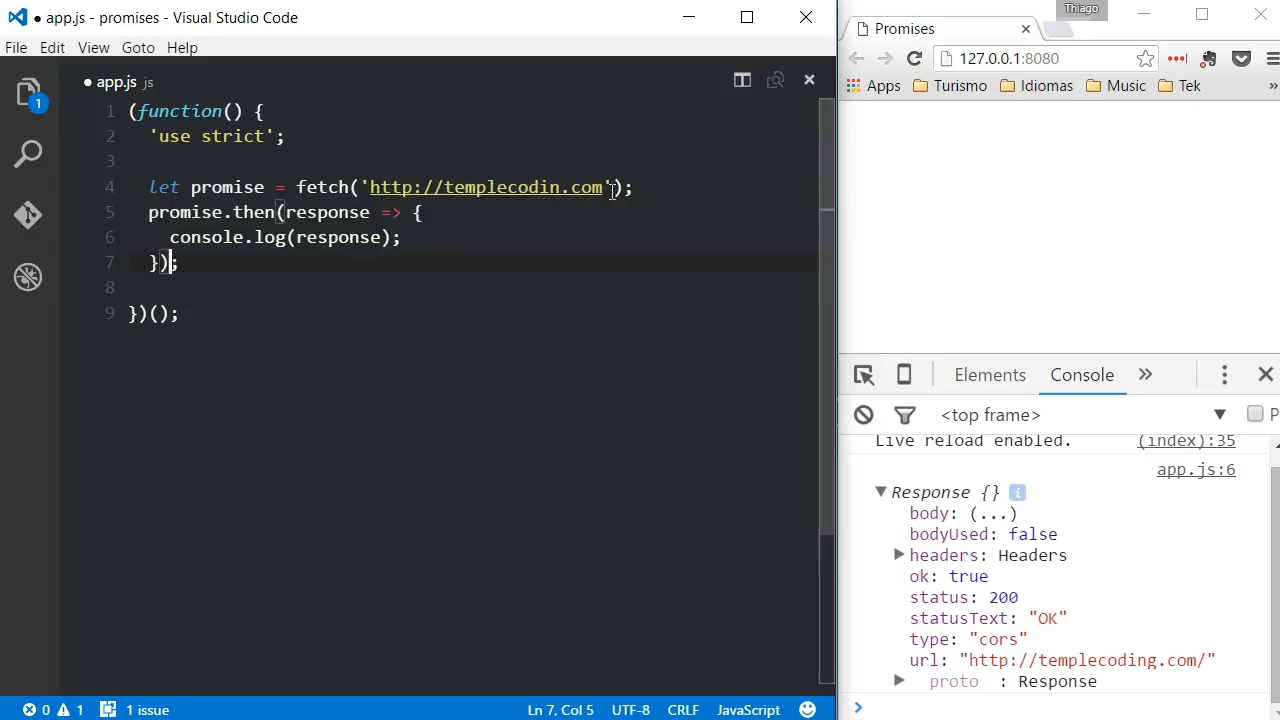 ● app.js - promises - Visual Studio Code
File Edit View Goto Help
● app.js js
1
1 (function() {
2 'use strict';
3
4 let promise = fetch('http://templecodin.com');
5 promise.then(response => {
6 console.log(response);
7 });
8
9 })();
0 1 1 issue Ln 7, Col 5 UTF-8 CRLF JavaScript
Thiago
Promises
127.0.0.1:8080
Apps Turismo Idiomas Music Tek »
Elements Console »
<top frame> ▼ P
Live reload enabled. (index):35
app.js:6
▼ Response {} i
body: (...)
bodyUsed: false
▶ headers: Headers
ok: true
status: 200
statusText: "OK"
type: "cors"
url: "http://templecoding.com/"
▶ proto : Response
>